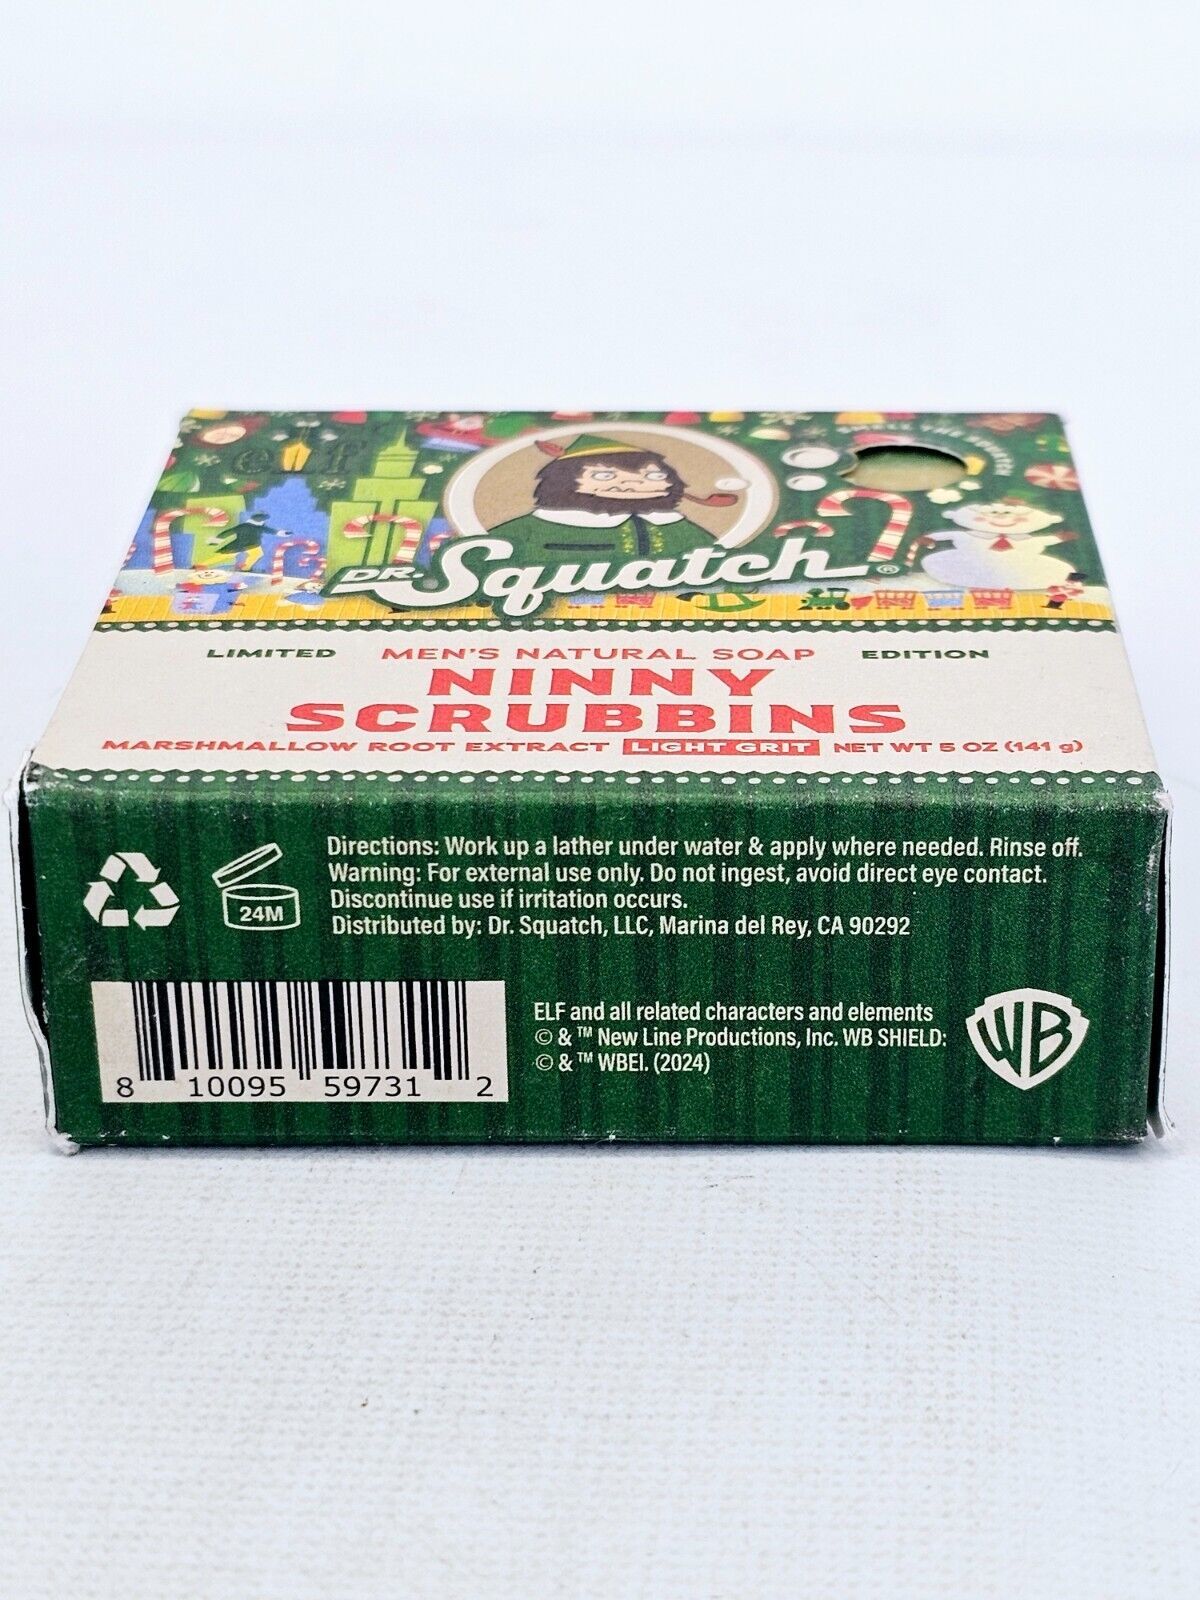 elf
SMELL THE SQUATCH
DR. Squatch®
LIMITED MEN'S NATURAL SOAP EDITION
NINNY
SCRUBBINS
MARSHMALLOW ROOT EXTRACT LIGHT GRIT NET WT 5 OZ (141 g)
Directions: Work up a lather under water & apply where needed. Rinse off.
Warning: For external use only. Do not ingest, avoid direct eye contact.
Discontinue use if irritation occurs.
Distributed by: Dr. Squatch, LLC, Marina del Rey, CA 90292
24M
ELF and all related characters and elements
© & ™ New Line Productions, Inc. WB SHIELD:
© & ™ WBEI. (2024)
WB
8 10095 59731 2